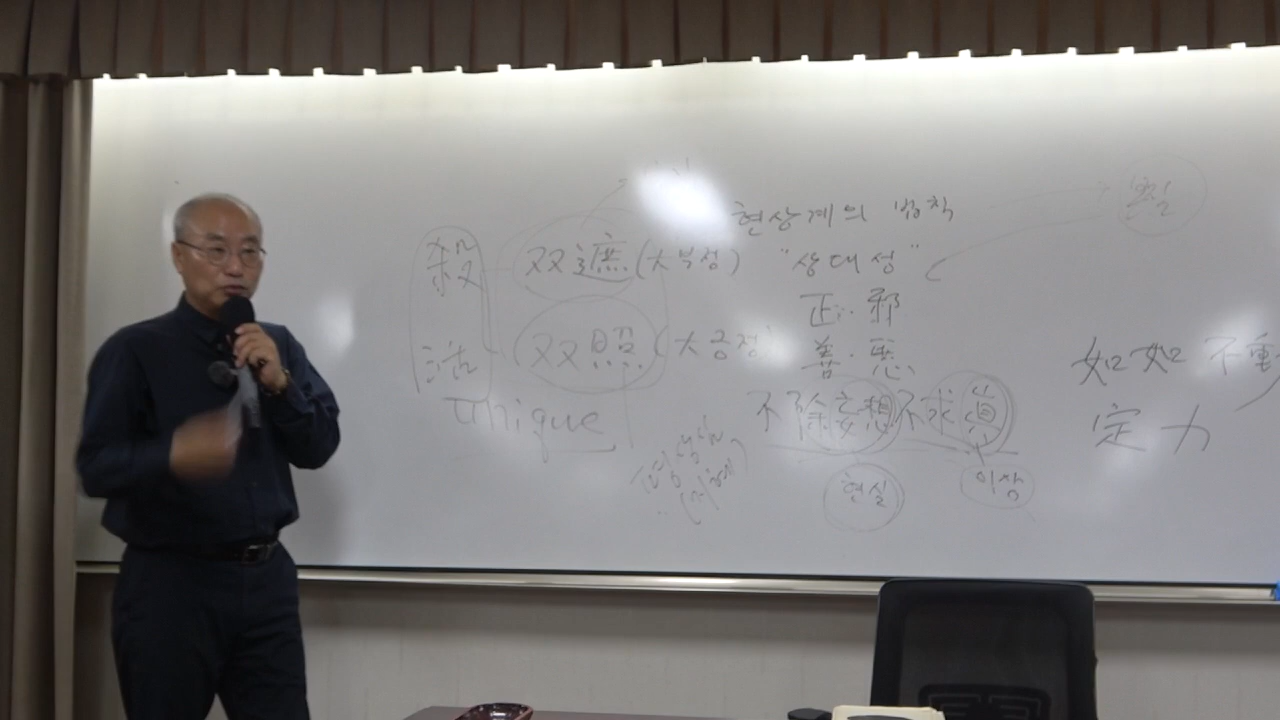 殺 双遮(大부정)
活 双照(大긍정)
Unique
현상계의 법칙
"상대성"
正·邪
善·惡
不除妄想不求眞
현실 이상
如如不動
定力